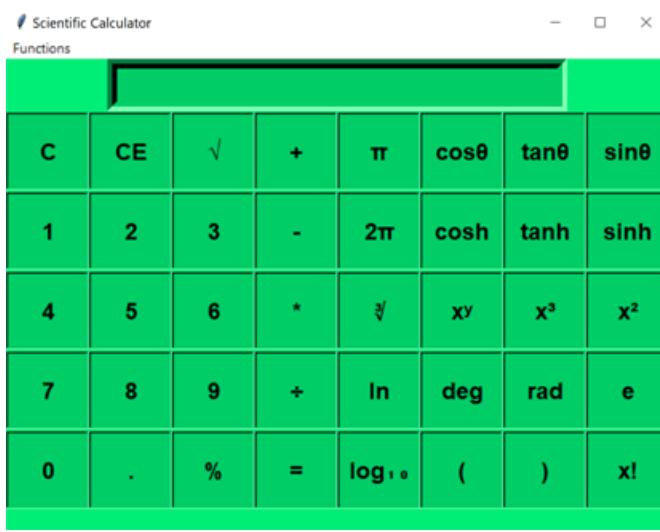 Scientific Calculator
Functions
C CE √ + π cosθ tanθ sinθ
1 2 3 - 2π cosh tanh sinh
4 5 6 * ∛ xʸ x³ x²
7 8 9 ÷ ln deg rad e
0 . % = log₁₀ ( ) x!